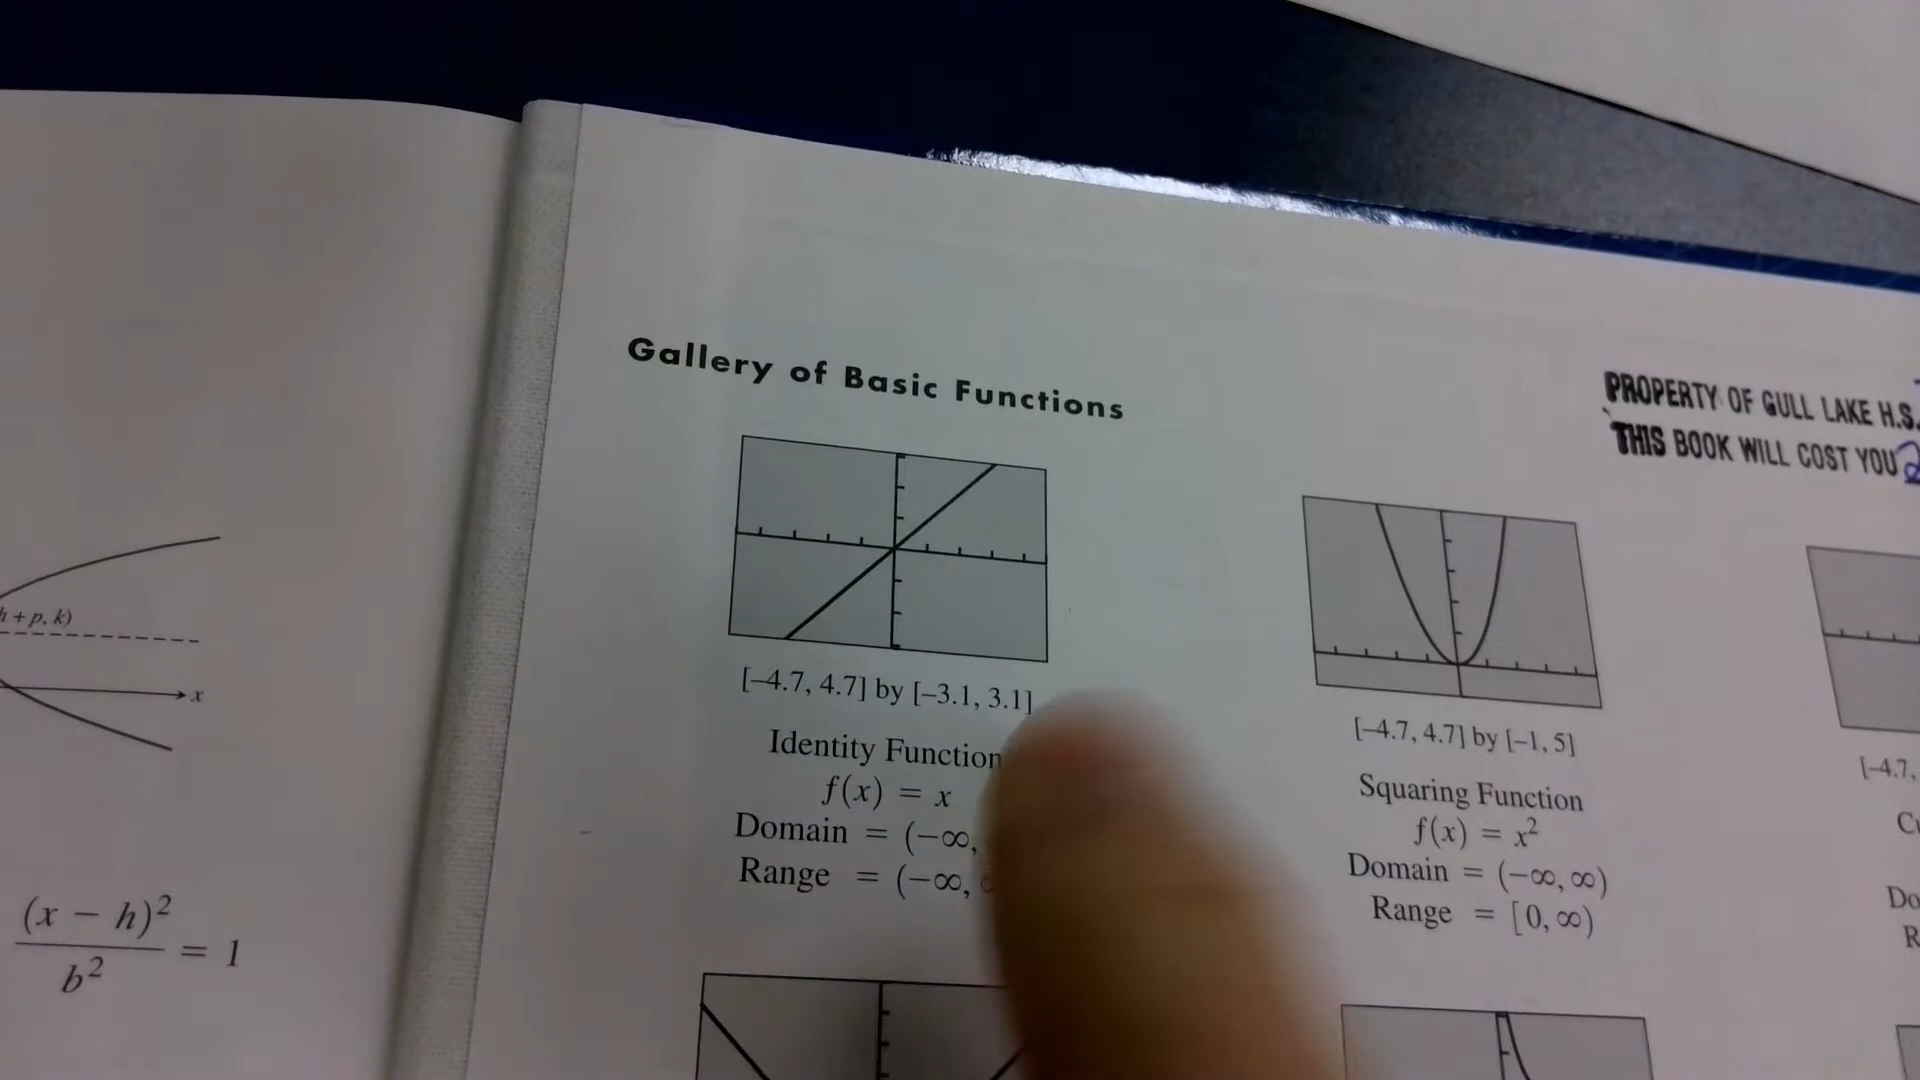 h + p, k)
x
(x − h)²
b²
= 1
Gallery of Basic Functions
PROPERTY OF GULL LAKE H.S.
THIS BOOK WILL COST YOU
[–4.7, 4.7] by [–3.1, 3.1]
Identity Function
f(x) = x
Domain = (−∞,
Range = (−∞,
[–4.7, 4.7] by [–1, 5]
Squaring Function
f(x) = x²
Domain = (−∞, ∞)
Range = [0, ∞)
[–4.7,